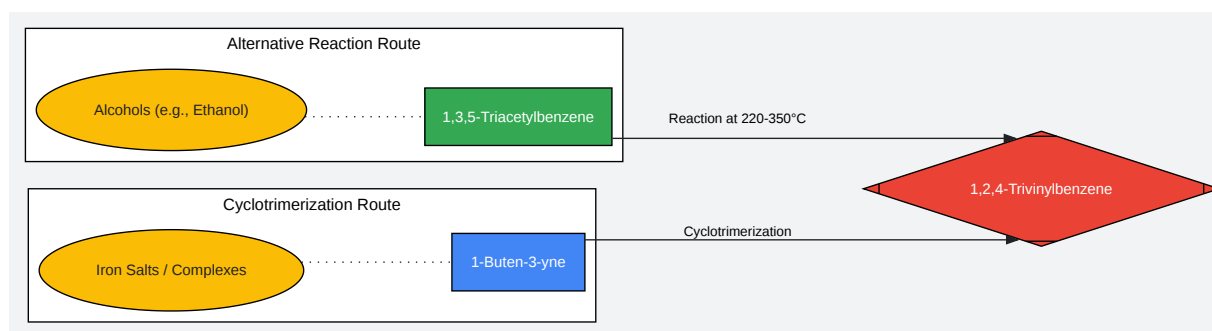 Alternative Reaction Route
Alcohols (e.g., Ethanol)
1,3,5-Triacetylbenzene
Reaction at 220-350°C
1,2,4-Trivinylbenzene
Cyclotrimerization Route
Iron Salts / Complexes
1-Buten-3-yne
Cyclotrimerization